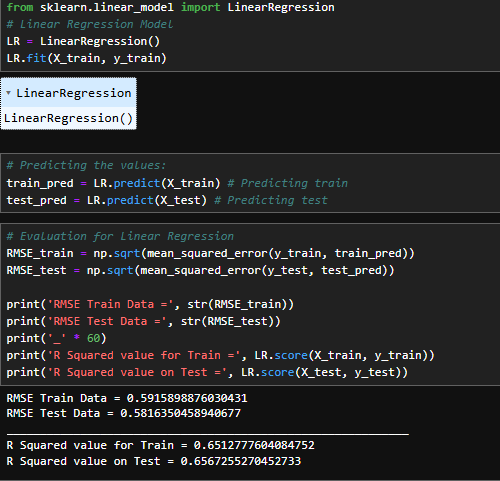 from sklearn.linear_model import LinearRegression
# Linear Regression Model
LR = LinearRegression()
LR.fit(X_train, y_train)
▾ LinearRegression
LinearRegression()
# Predicting the values:
train_pred = LR.predict(X_train) # Predicting train
test_pred = LR.predict(X_test) # Predicting test
# Evaluation for Linear Regression
RMSE_train = np.sqrt(mean_squared_error(y_train, train_pred))
RMSE_test = np.sqrt(mean_squared_error(y_test, test_pred))
print('RMSE Train Data =', str(RMSE_train))
print('RMSE Test Data =', str(RMSE_test))
print('_' * 60)
print('R Squared value for Train =', LR.score(X_train, y_train))
print('R Squared value on Test =', LR.score(X_test, y_test))
RMSE Train Data = 0.5915898876030431
RMSE Test Data = 0.5816350458940677
____________________________________________________________
R Squared value for Train = 0.6512777604084752
R Squared value on Test = 0.6567255270452733